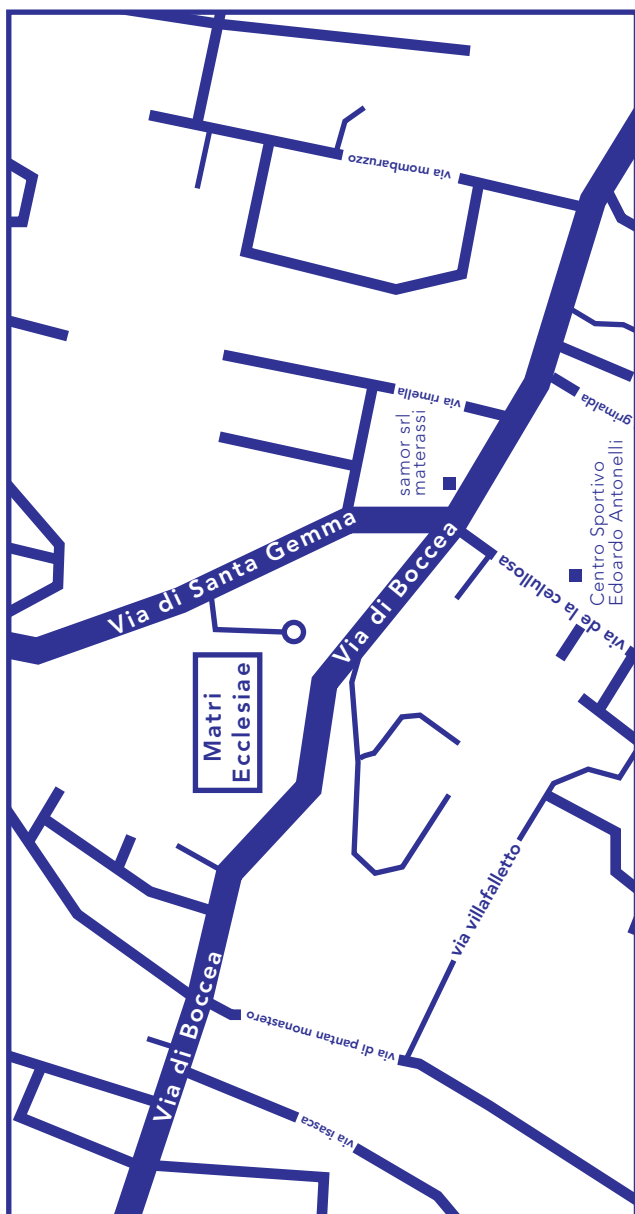 via mombaruzzo
via rimella
grimalda
samor srl
materassi
Centro Sportivo
Edoardo Antonelli
Via di Santa Gemma
Via di Boccea
via de la celullosa
Matri
Ecclesiae
via villafalletto
Via di Boccea
via di pantan monastero
via isasca